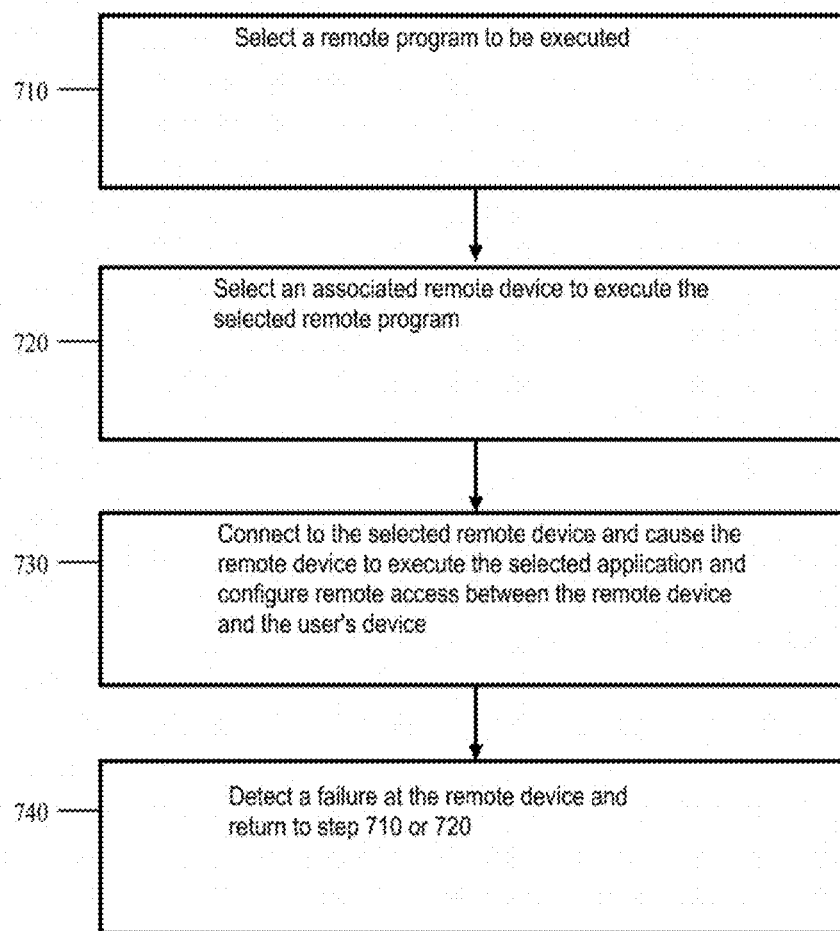 Select a remote program to be executed
710
Select an associated remote device to execute the
selected remote program
720
Connect to the selected remote device and cause the
remote device to execute the selected application and
configure remote access between the remote device
and the user's device
730
Detect a failure at the remote device and
return to step 710 or 720
740